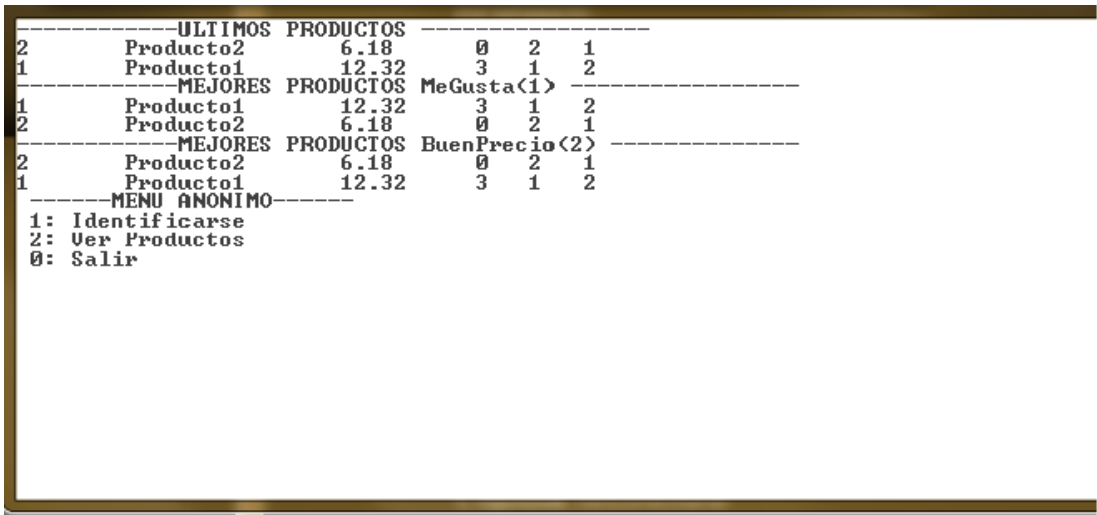 ------------ULTIMOS PRODUCTOS -----------------
2 Producto2 6.18 0 2 1
1 Producto1 12.32 3 1 2
------------MEJORES PRODUCTOS MeGusta(1) -----------------
1 Producto1 12.32 3 1 2
2 Producto2 6.18 0 2 1
------------MEJORES PRODUCTOS BuenPrecio(2) --------------
2 Producto2 6.18 0 2 1
1 Producto1 12.32 3 1 2
------MENU ANONIMO------
1: Identificarse
2: Ver Productos
0: Salir